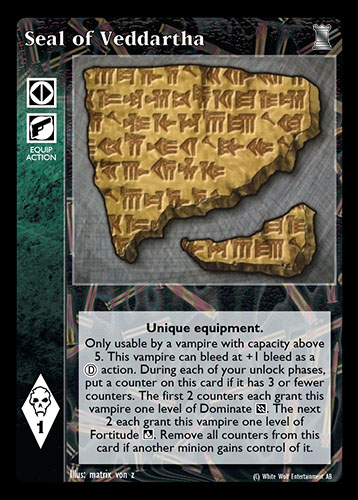 Seal of Veddartha
EQUIP
ACTION
Unique equipment.
Only usable by a vampire with capacity above
5. This vampire can bleed at +1 bleed as a
D action. During each of your unlock phases,
put a counter on this card if it has 3 or fewer
counters. The first 2 counters each grant this
vampire one level of Dominate. The next
2 each grant this vampire one level of
Fortitude. Remove all counters from this
card if another minion gains control of it.
1
Illus: matrix von z
(C) White Wolf Entertainment AB